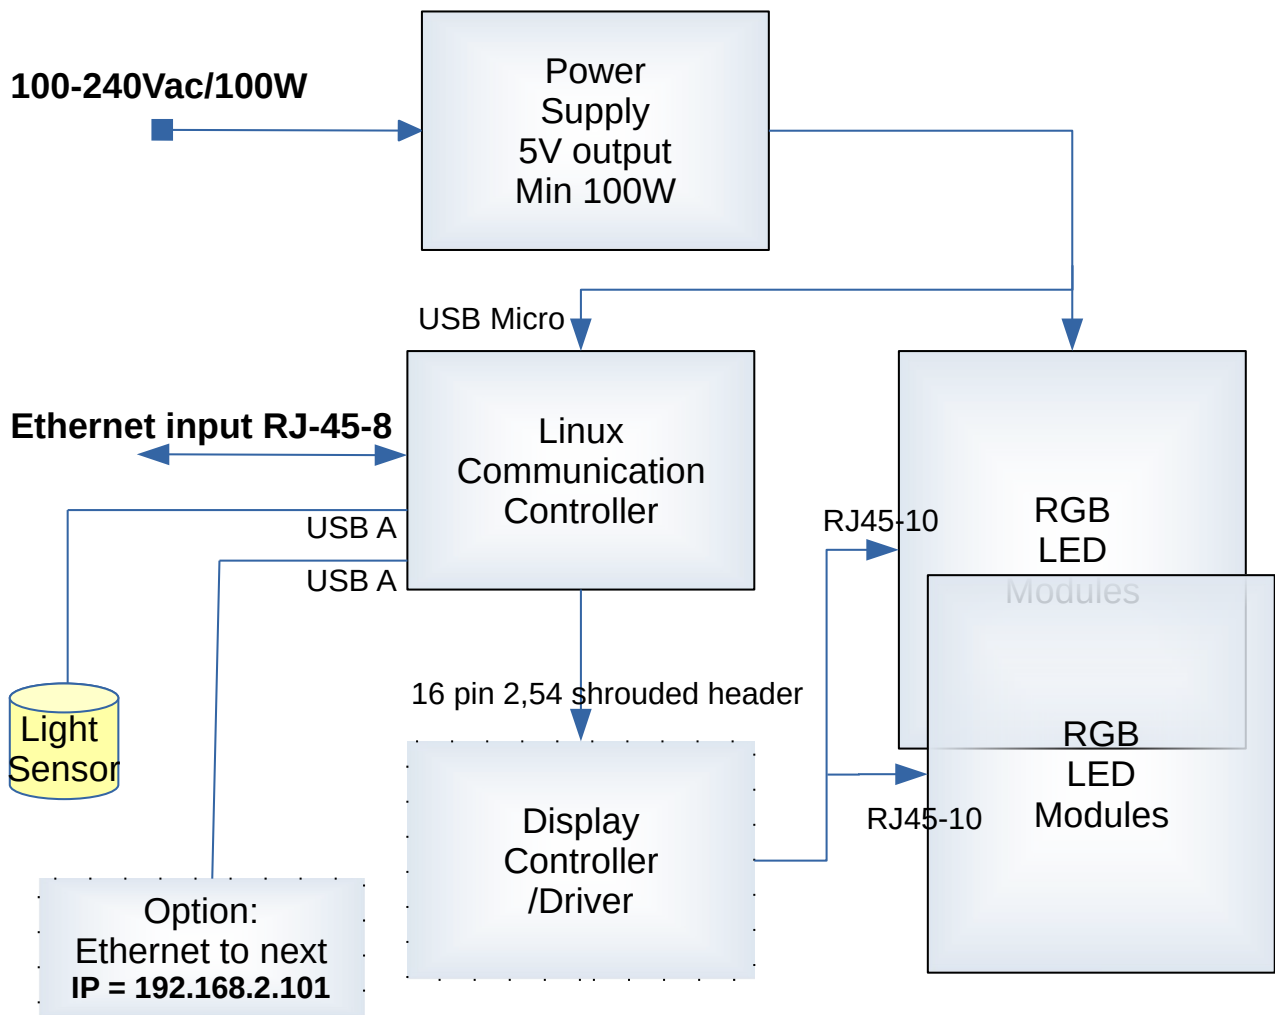 100-240Vac/100W
Power
Supply
5V output
Min 100W
USB Micro
Ethernet input RJ-45-8
Linux
Communication
Controller
USB A
USB A
RJ45-10
RGB
LED
Modules
16 pin 2,54 shrouded header
Light
Sensor
RGB
LED
Modules
RJ45-10
Display
Controller
/Driver
Option:
Ethernet to next
IP = 192.168.2.101